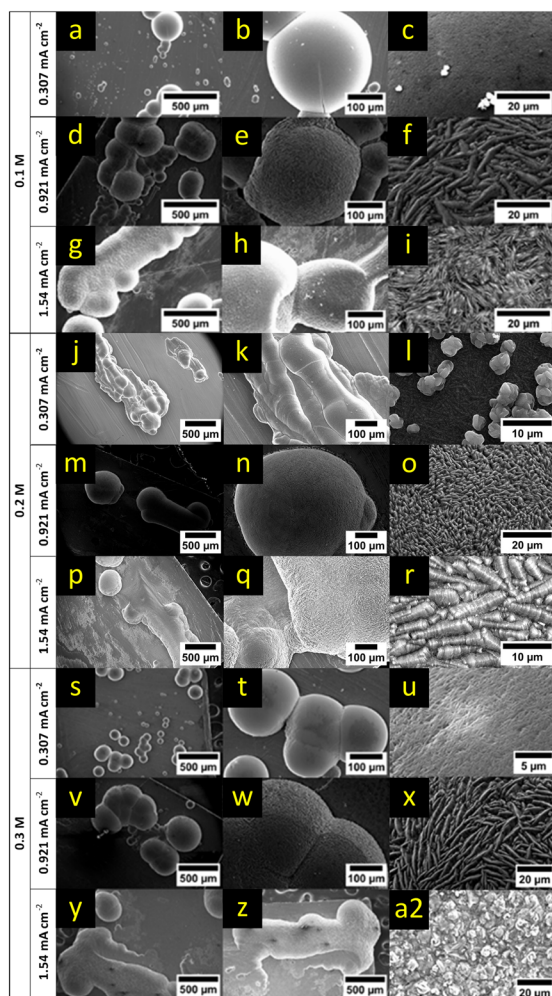 0.1 M
0.307 mA cm⁻²
a
500 µm
b
100 µm
c
20 µm
0.921 mA cm⁻²
d
500 µm
e
100 µm
f
20 µm
1.54 mA cm⁻²
g
500 µm
h
100 µm
i
20 µm
0.2 M
0.307 mA cm⁻²
j
500 µm
k
100 µm
l
10 µm
0.921 mA cm⁻²
m
500 µm
n
100 µm
o
20 µm
1.54 mA cm⁻²
p
500 µm
q
100 µm
r
10 µm
0.3 M
0.307 mA cm⁻²
s
500 µm
t
100 µm
u
5 µm
0.921 mA cm⁻²
v
500 µm
w
100 µm
x
20 µm
1.54 mA cm⁻²
y
500 µm
z
500 µm
a2
20 µm